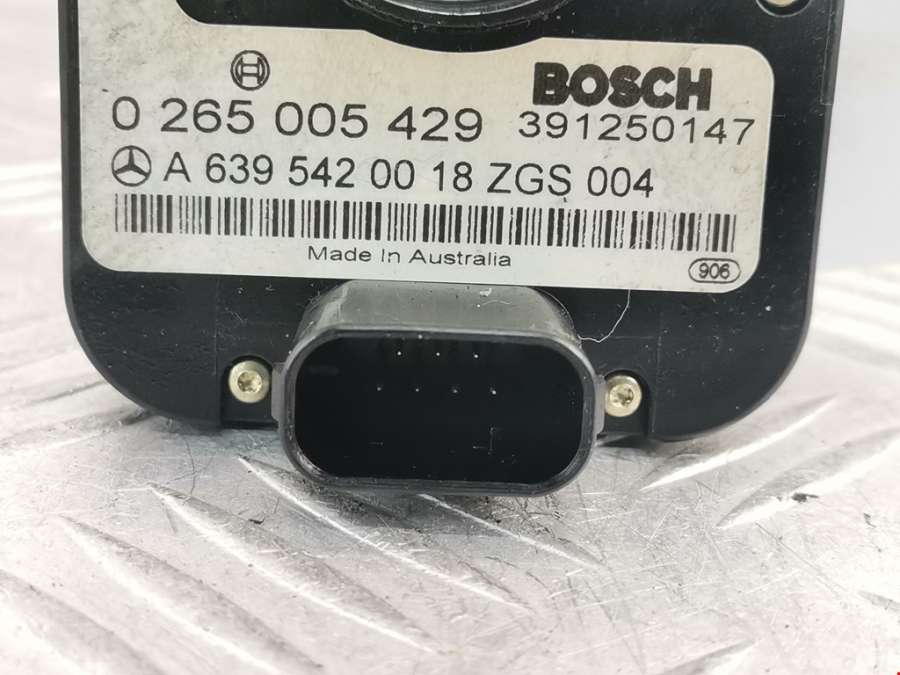 BOSCH
0 265 005 429 391250147
A 639 542 00 18 ZGS 004
Made In Australia
906